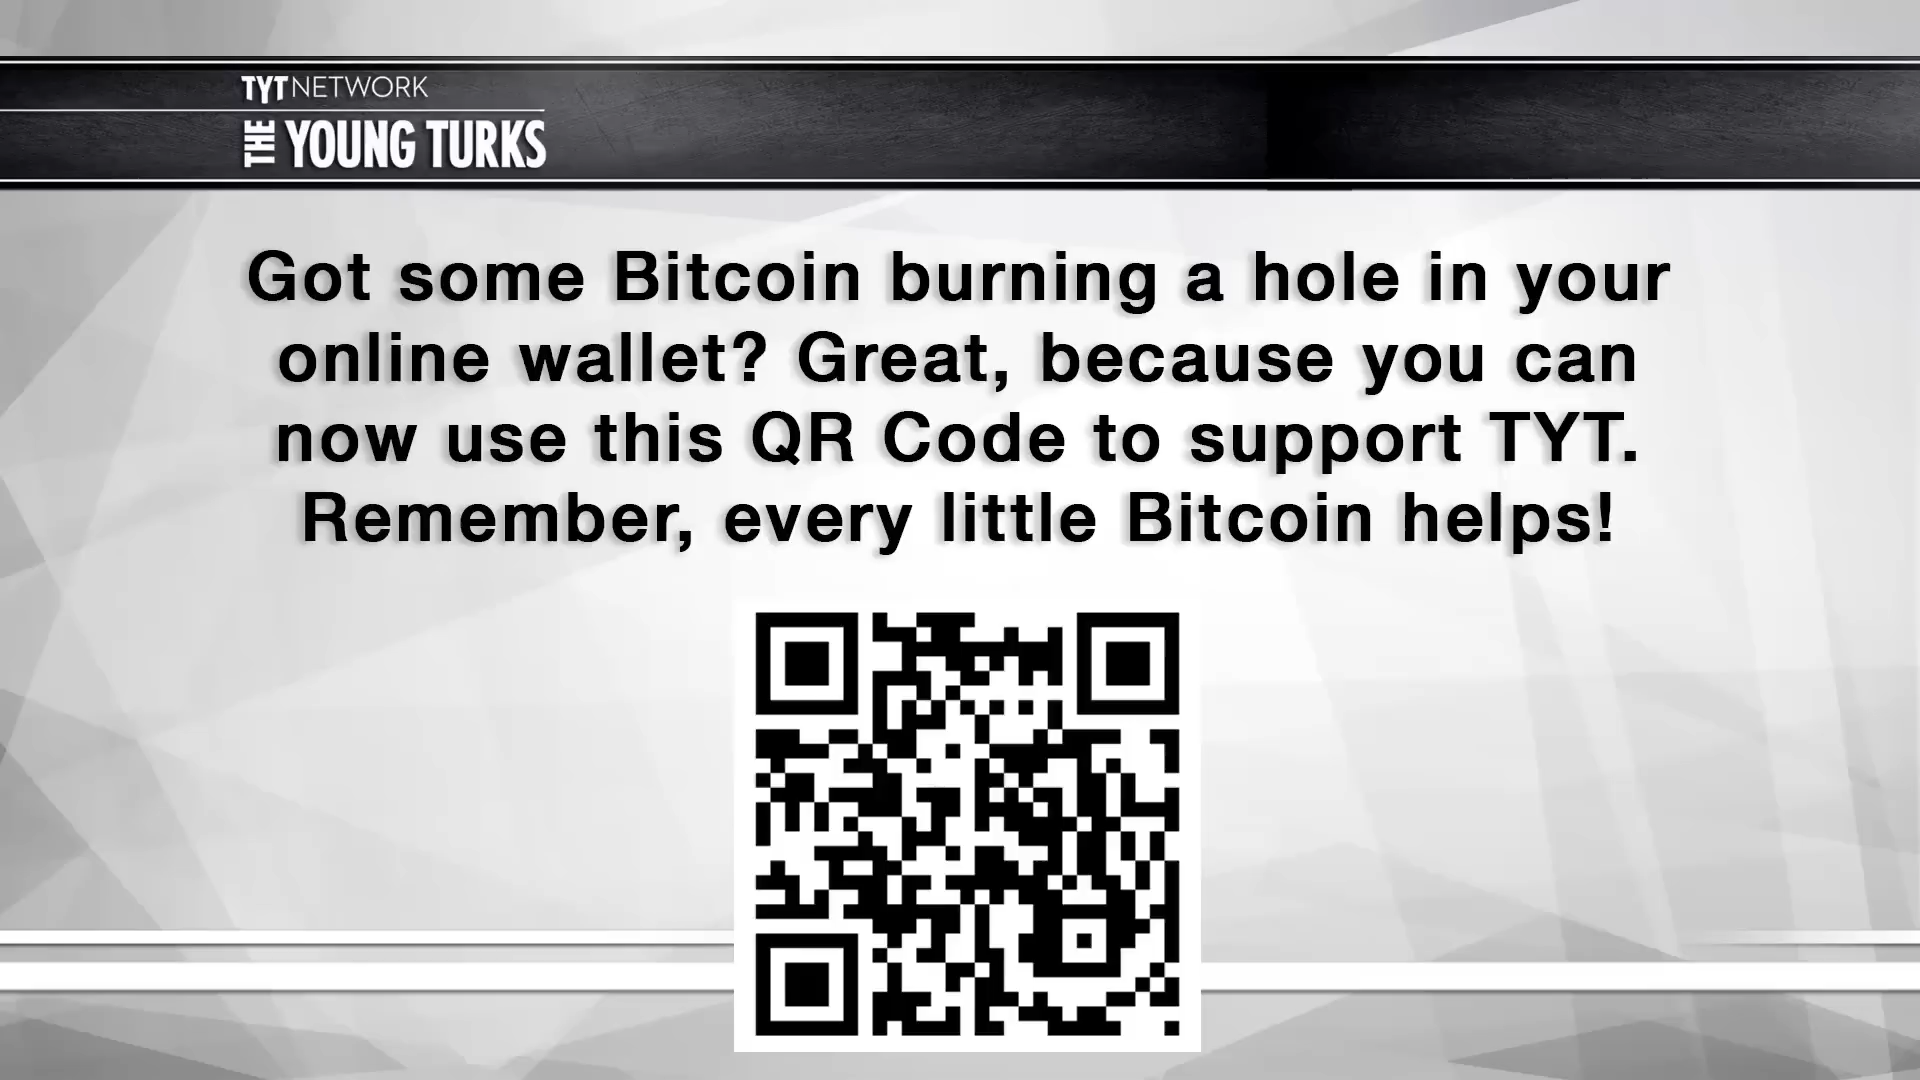 TYT NETWORK
THE YOUNG TURKS
Got some Bitcoin burning a hole in your
online wallet? Great, because you can
now use this QR Code to support TYT.
Remember, every little Bitcoin helps!